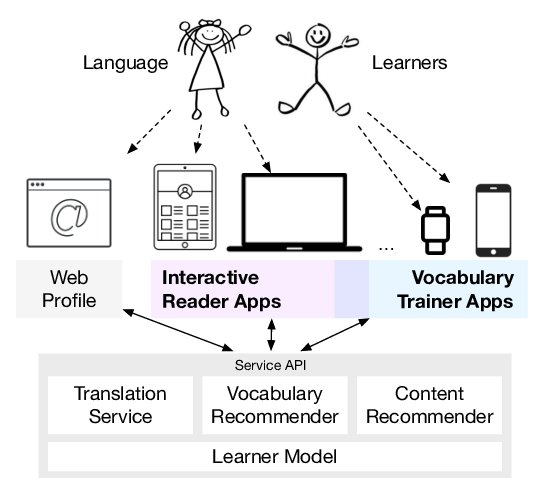 Language
Learners
@
...
Web
Profile
Interactive
Reader Apps
Vocabulary
Trainer Apps
Service API
Translation
Service
Vocabulary
Recommender
Content
Recommender
Learner Model